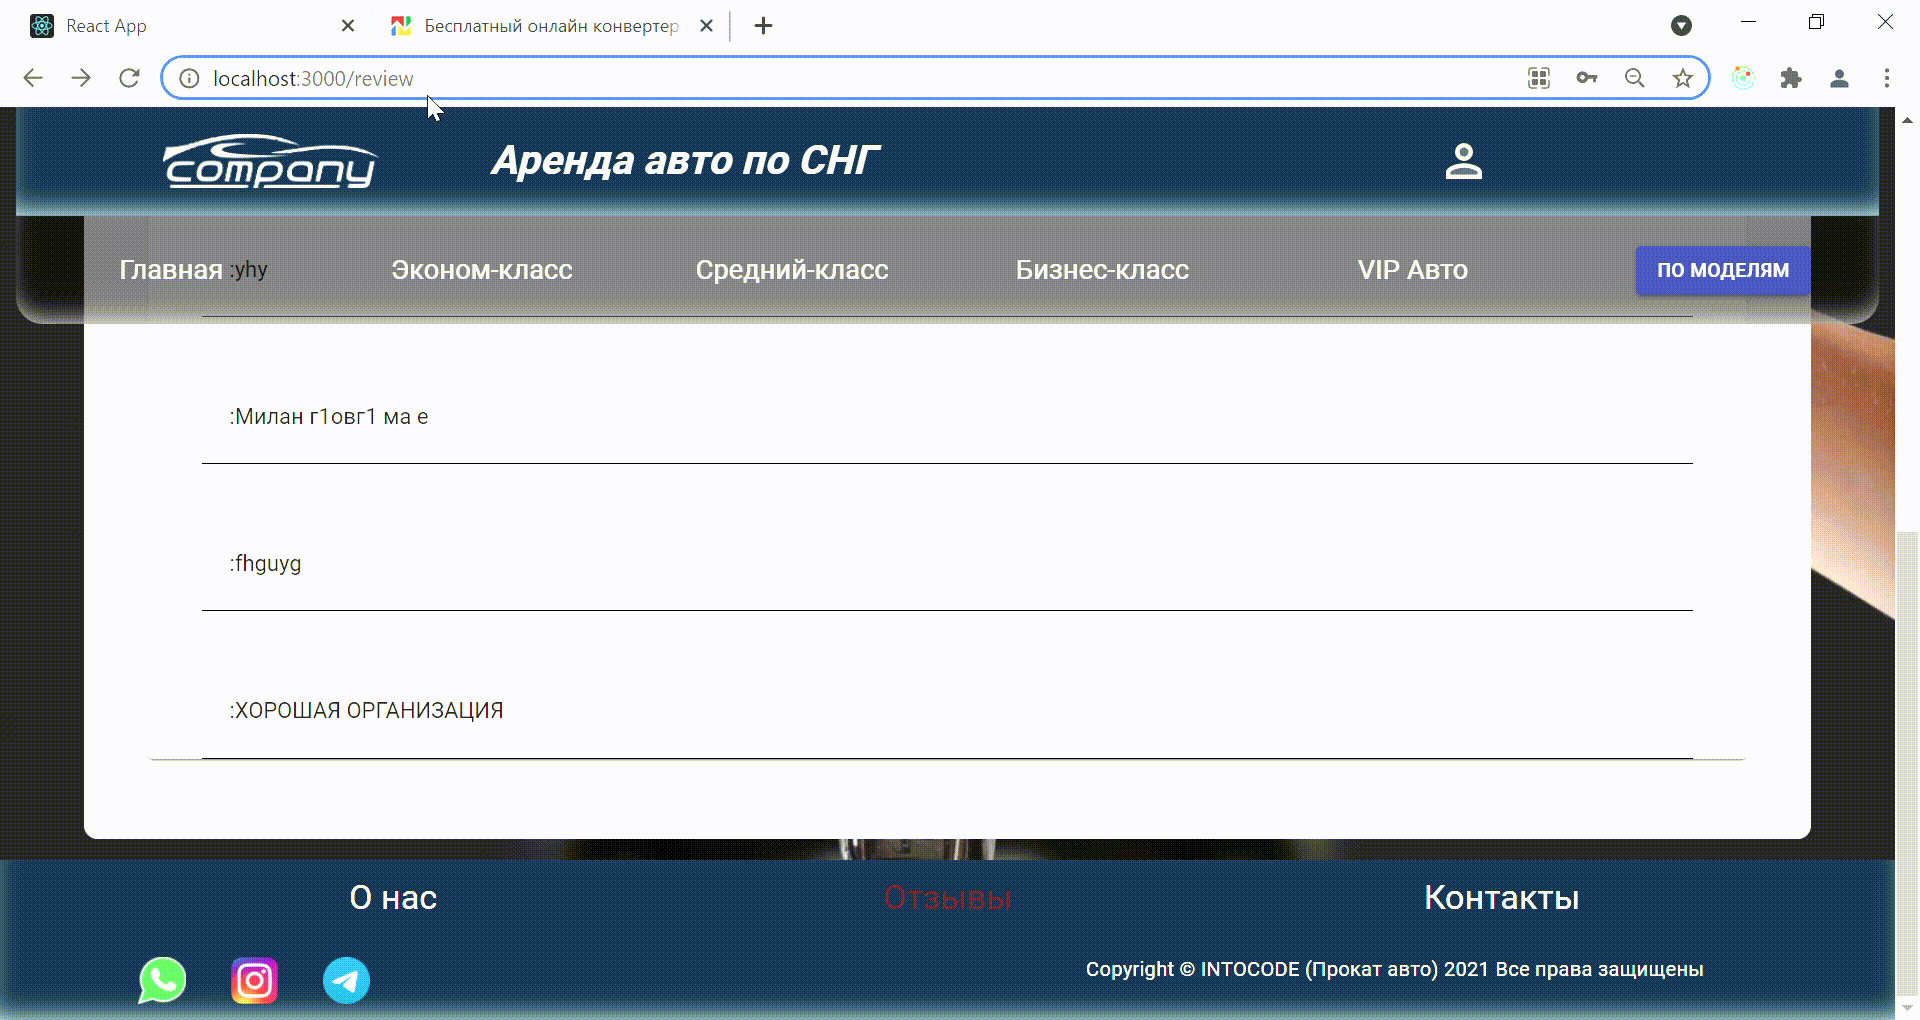 React App
Бесплатный онлайн конвертер
localhost:3000/review
company
Аренда авто по СНГ
Главная
:yhy
Эконом-класс
Средний-класс
Бизнес-класс
VIP Авто
ПО МОДЕЛЯМ
:Милан г1овг1 ма е
:fhguyg
:ХОРОШАЯ ОРГАНИЗАЦИЯ
О нас
Отзывы
Контакты
Copyright © INTOCODE (Прокат авто) 2021 Все права защищены